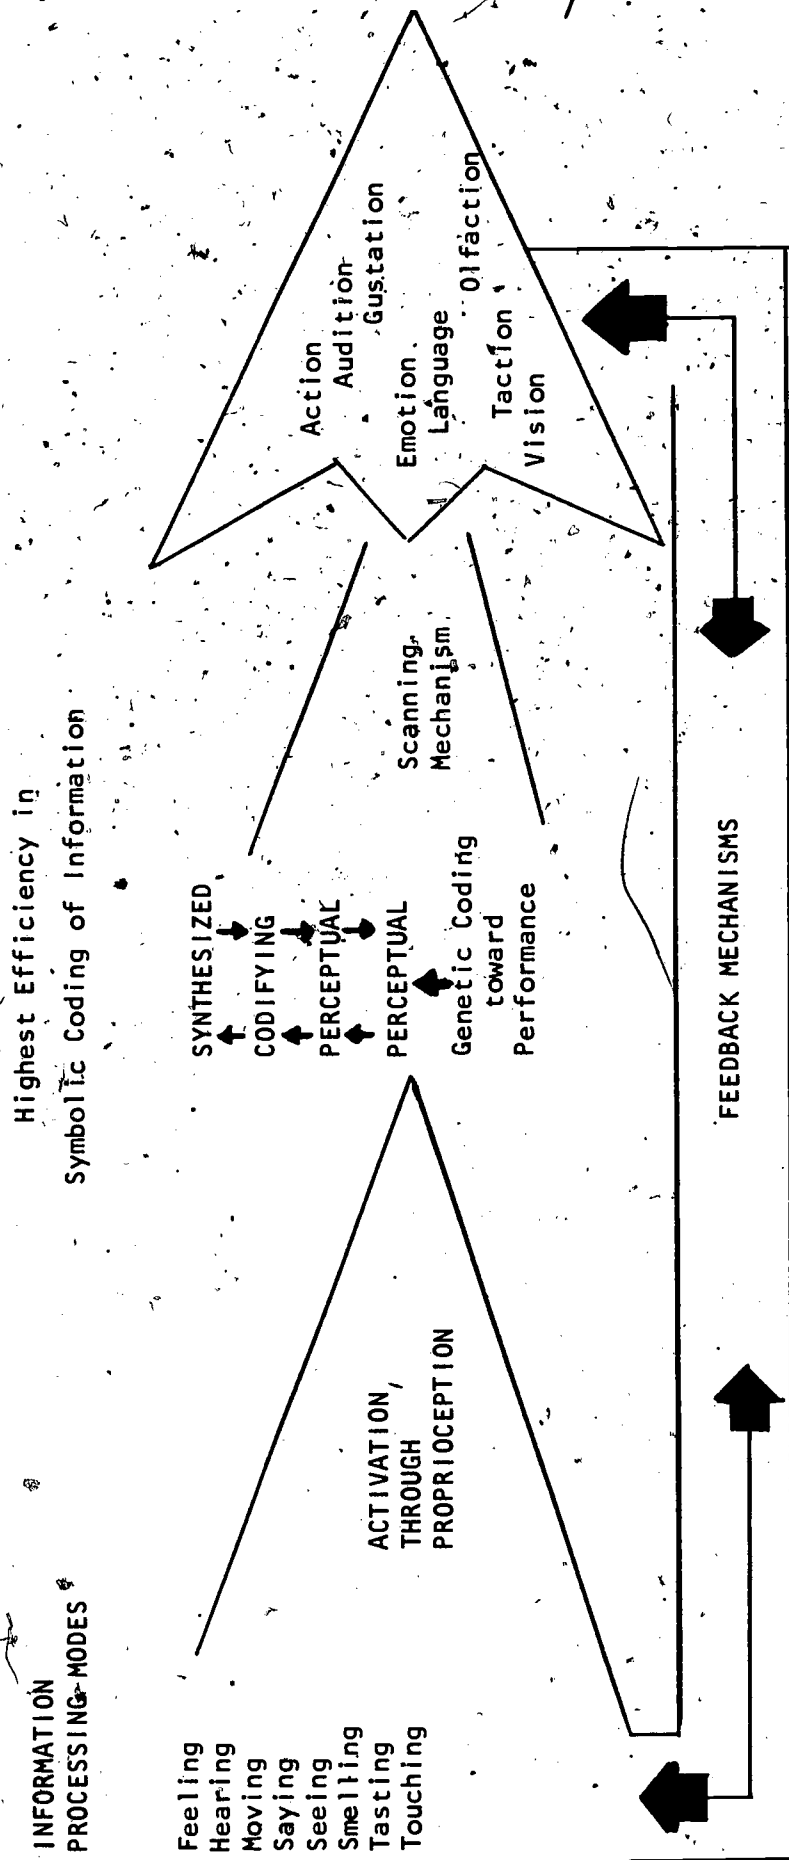 INFORMATION
PROCESSING MODES
Feeling
Hearing
Moving
Saying
Seeing
Smelling
Tasting
Touching
ACTIVATION
THROUGH
PROPRIOCEPTION
Highest Efficiency in
Symbolic Coding of Information
SYNTHESIZED
CODIFYING
PERCEPTUAL
PERCEPTUAL
Genetic Coding
toward
Performance
Scanning
Mechanism
Action
Audition
Gustation
Emotion
Language
Olfaction
Taction
Vision
FEEDBACK MECHANISMS